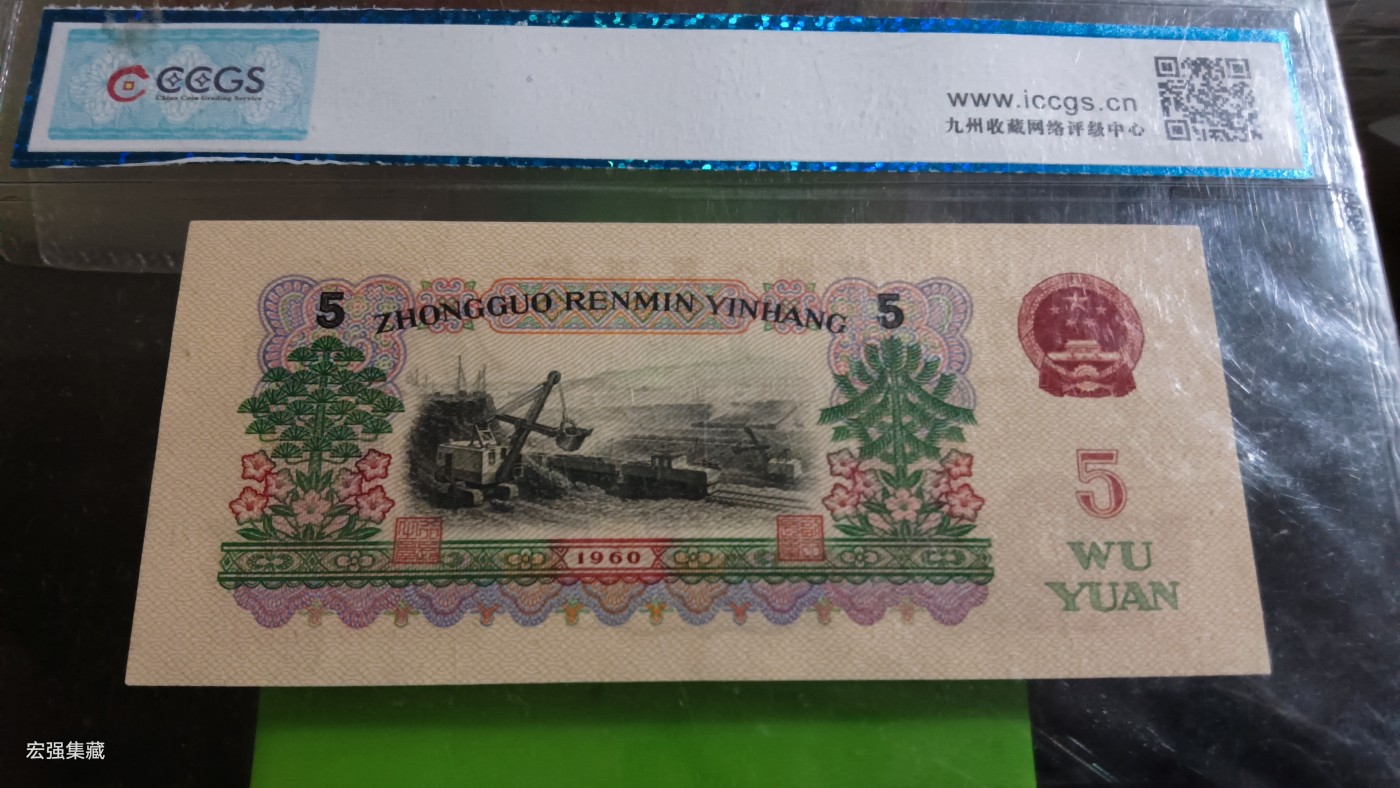 CCGS
China Coin Grading Service
www.iccgs.cn
九州收藏网络评级中心
5
ZHONGGUO RENMIN YINHANG
5
5
1960
WU
YUAN
宏强集藏